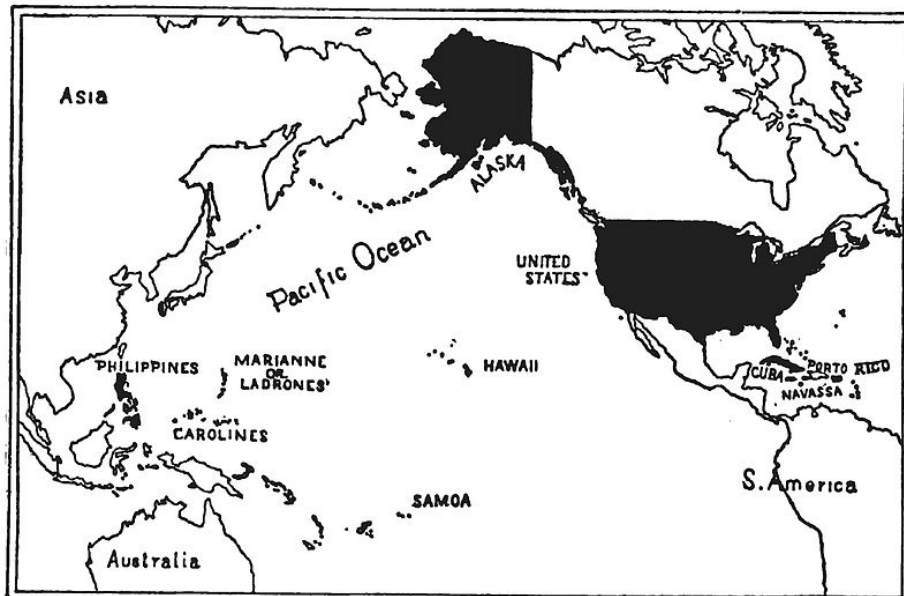 Asia
ALASKA
Pacific Ocean
UNITED
STATES
PHILIPPINES
MARIANNE
OR
LADRONES
HAWAII
CUBA
PORTO RICO
NAVASSA
CAROLINES
SAMOA
S. America
Australia